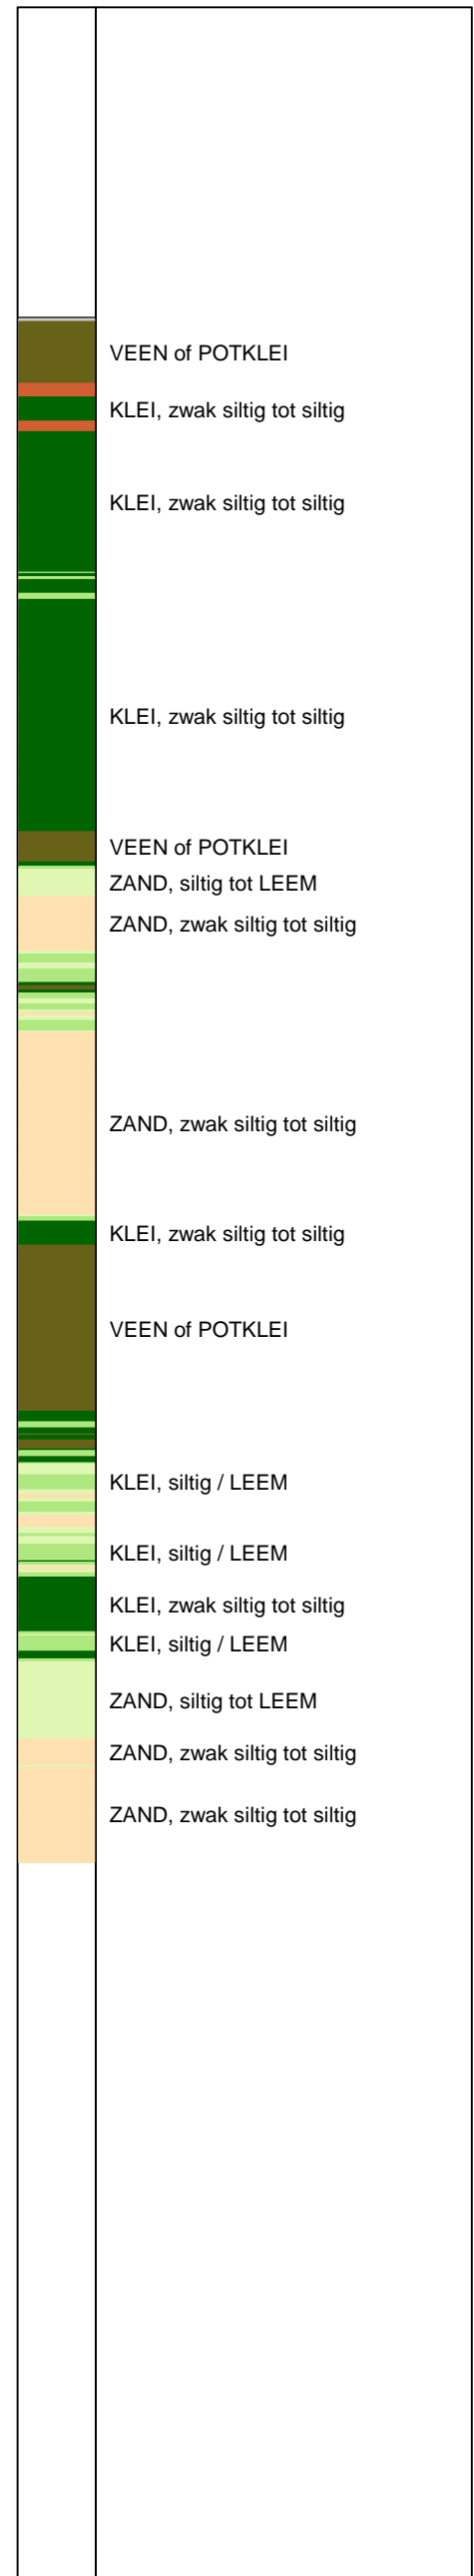 VEEN of POTKLEI
KLEI, zwak siltig tot siltig
KLEI, zwak siltig tot siltig
KLEI, zwak siltig tot siltig
VEEN of POTKLEI
ZAND, siltig tot LEEM
ZAND, zwak siltig tot siltig
ZAND, zwak siltig tot siltig
KLEI, zwak siltig tot siltig
VEEN of POTKLEI
KLEI, siltig / LEEM
KLEI, siltig / LEEM
KLEI, zwak siltig tot siltig
KLEI, siltig / LEEM
ZAND, siltig tot LEEM
ZAND, zwak siltig tot siltig
ZAND, zwak siltig tot siltig